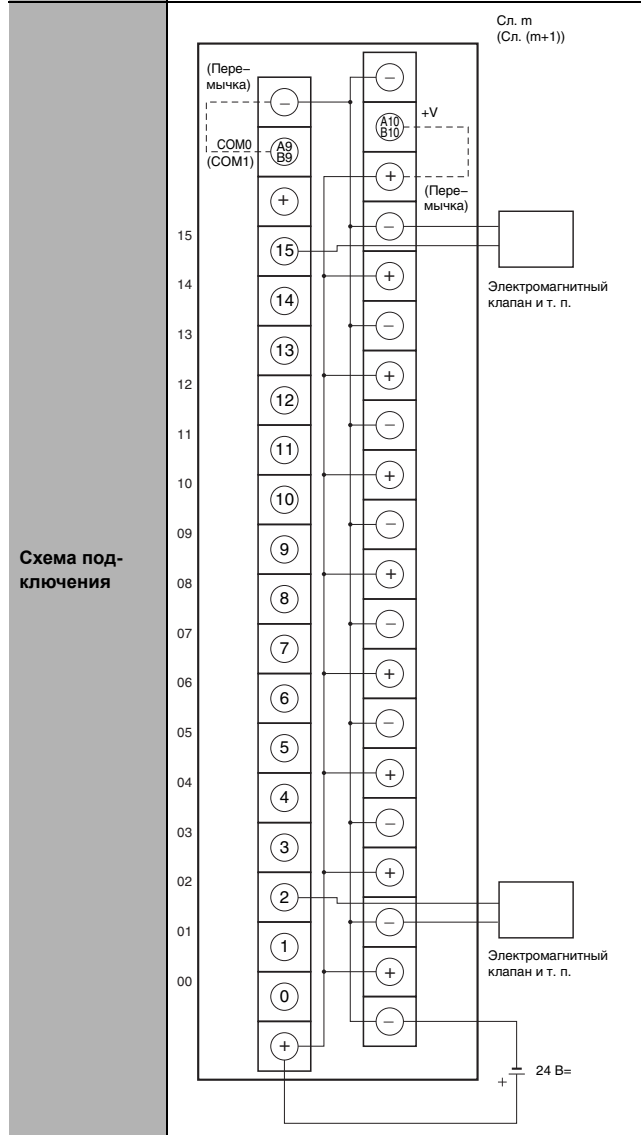 Схема под-
ключения
Сл. m
(Сл. (m+1))
(Пере-
мычка)
−
−
COM0
(COM1)
A9
B9
A10
B10
+V
+
+
(Пере-
мычка)
15
15
−
Электромагнитный
клапан и т. п.
14
14
+
13
13
−
12
12
+
11
11
−
10
10
+
09
9
−
08
8
+
07
7
−
06
6
+
05
5
−
04
4
+
03
3
−
02
2
+
01
1
−
Электромагнитный
клапан и т. п.
00
0
+
+
−
+
24 В=